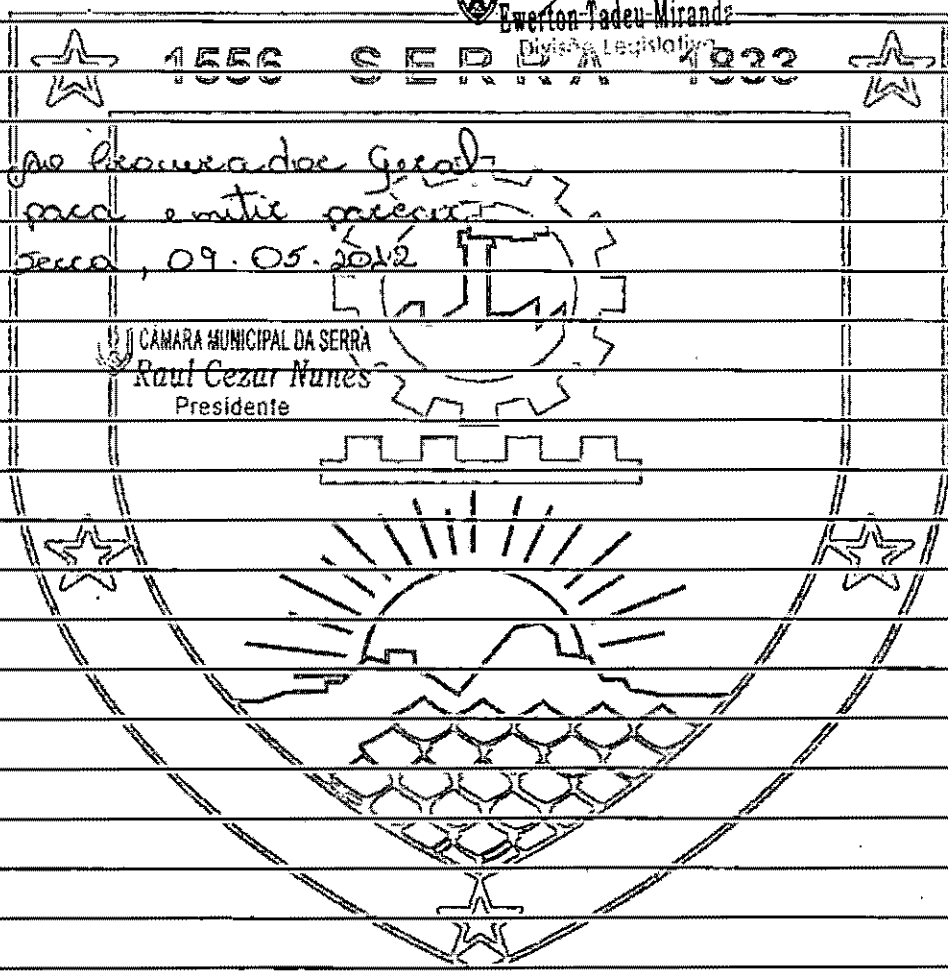 Ewerton Tadeu Miranda
Divisão Legislativa
1556 SERRA 1833
Ao Procurador Geral
para emitir parecer
Serra, 09.05.2012
CÂMARA MUNICIPAL DA SERRA
Raul Cezar Nunes
Presidente